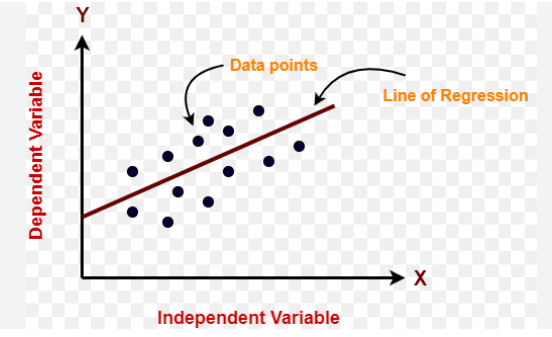 Y
Data points
Line of Regression
Dependent Variable
X
Independent Variable